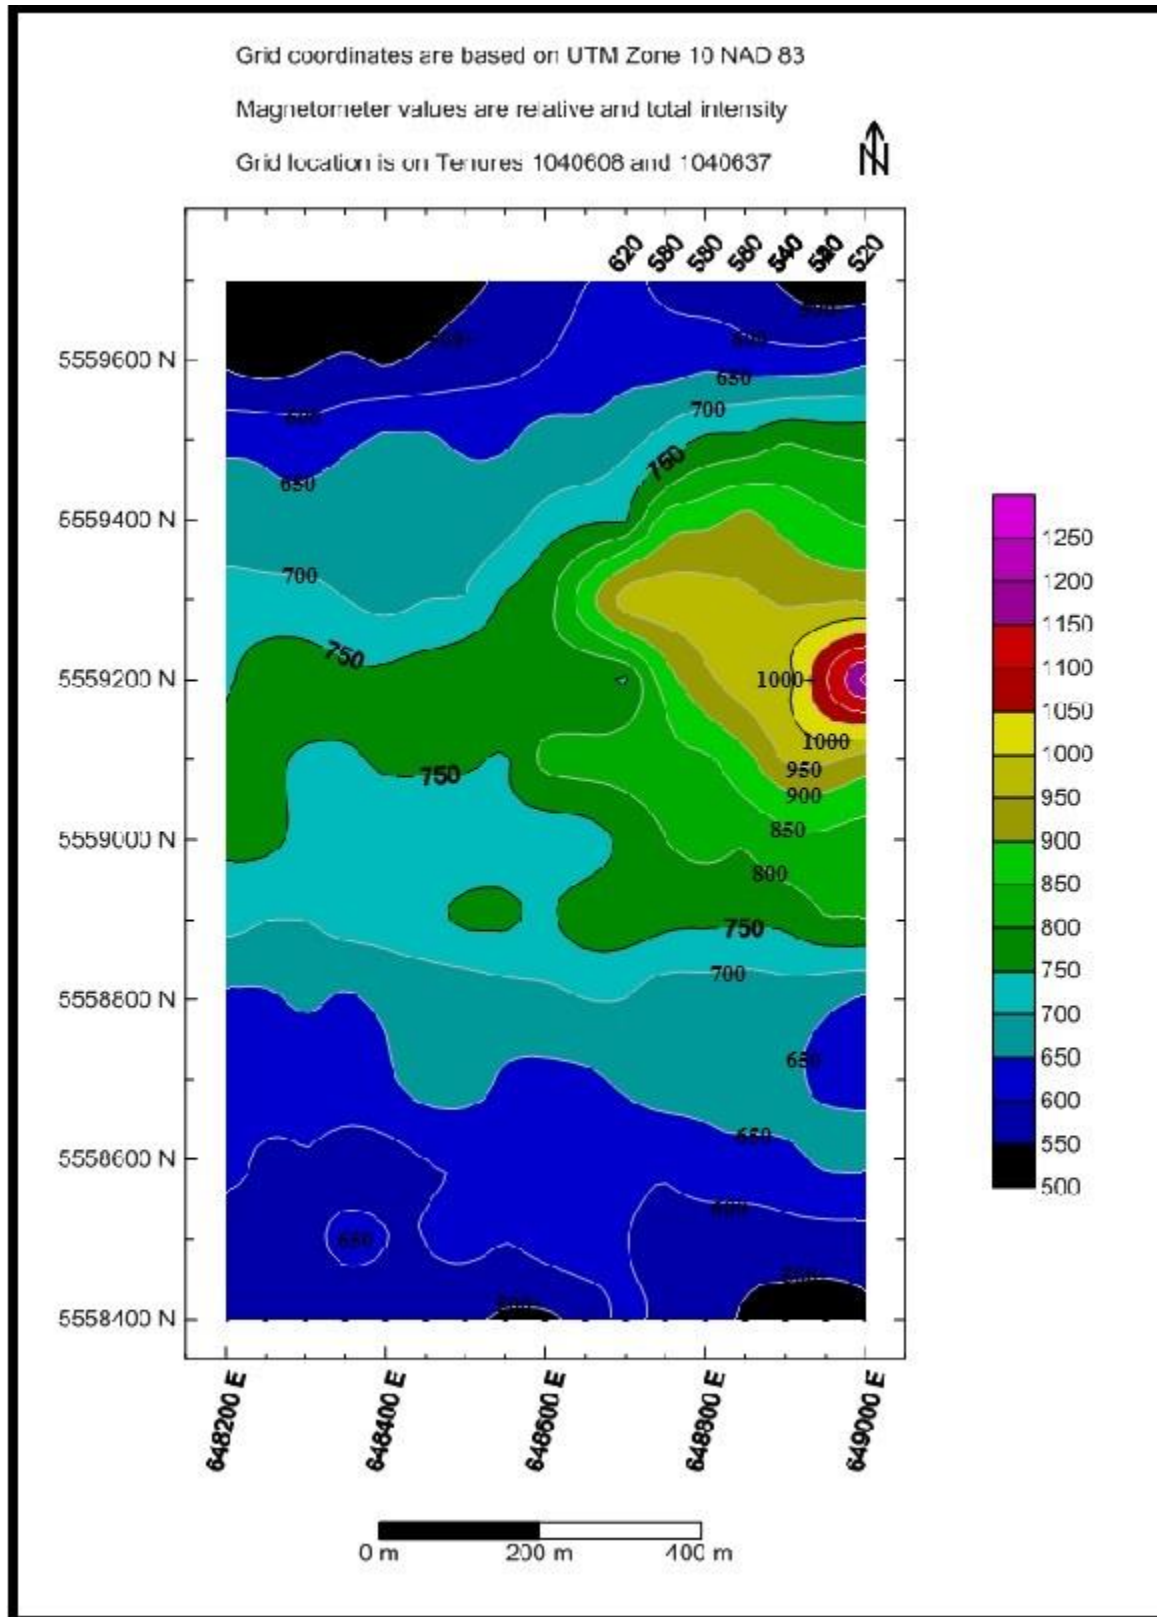 Grid coordinates are based on UTM Zone 10 NAD 83
Magnetometer values are relative and total intensity
Grid location is on Tenures 1040608 and 1040637
N
620 580 580 580 540 520
5559600 N
600
600
650
700
650
750
5559400 N
700
750
5559200 N
1000
1000
750
950
900
5559000 N
850
800
750
700
5558800 N
650
650
5558600 N
600
650
5558400 N
648200 E
648400 E
648600 E
648800 E
649000 E
1250
1200
1150
1100
1050
1000
950
900
850
800
750
700
650
600
550
500
0 m
200 m
400 m